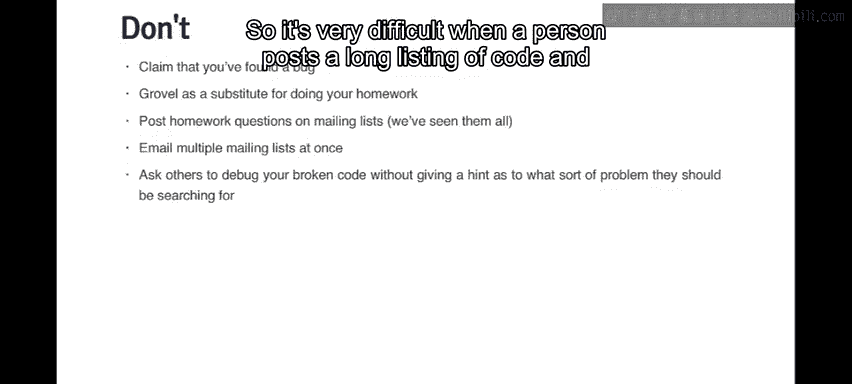 Don't
So it's very difficult when a person
posts a long listing of code and
· Claim that you've found a bug
· Grovel as a substitute for doing your homework
· Post homework questions on mailing lists (we've seen them all)
· Email multiple mailing lists at once
· Ask others to debug your broken code without giving a hint as to what sort of problem they should
be searching for